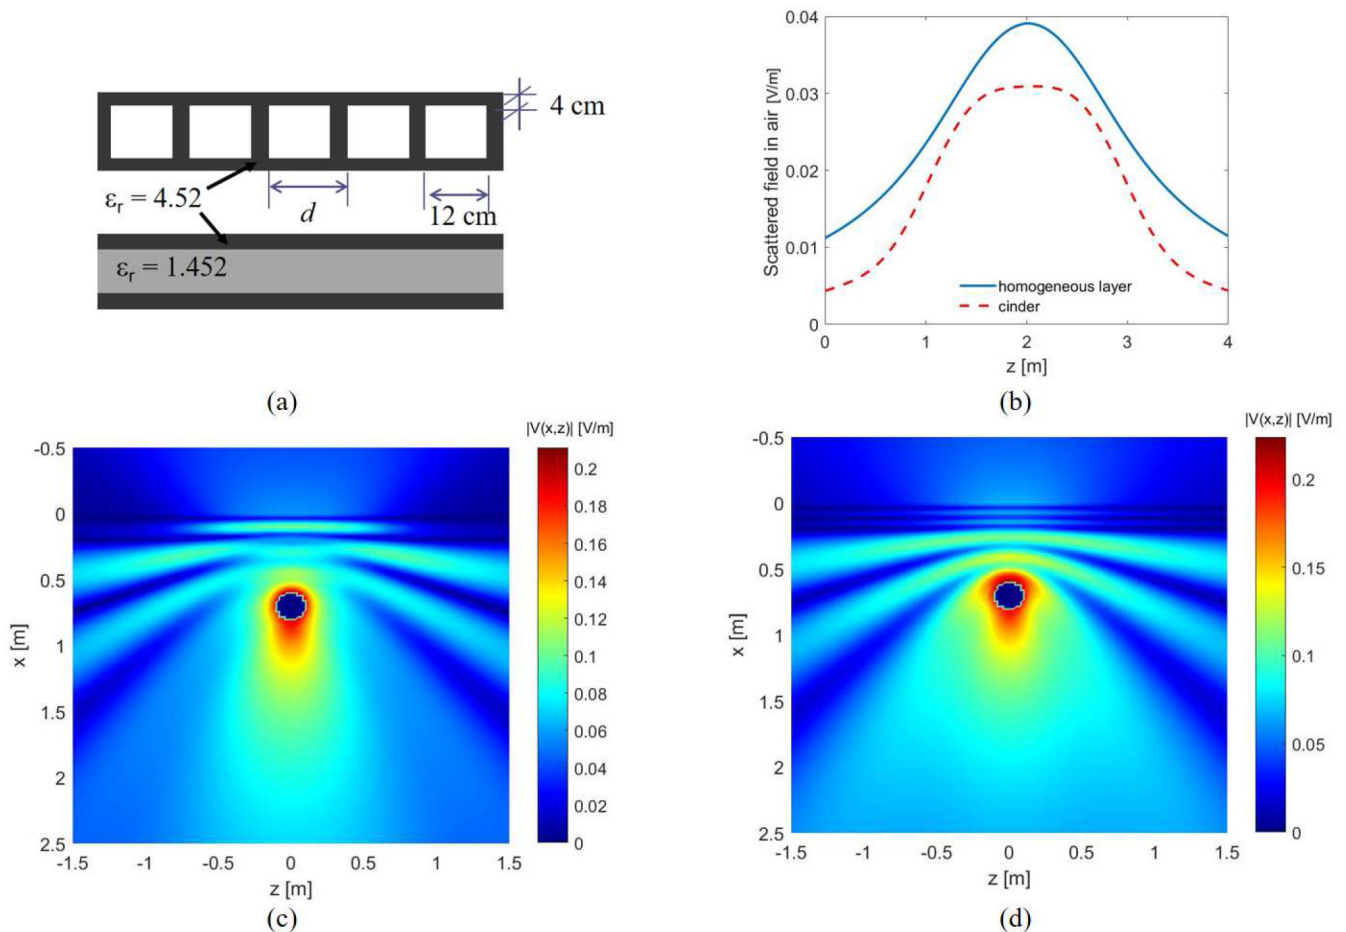 4 cm
εr = 4.52
d
12 cm
εr = 1.452
(a)
0.04
0.03
0.02
0.01
0
Scattered field in air [V/m]
homogeneous layer
cinder
0 1 2 3 4
z [m]
(b)
|V(x,z)| [V/m]
-0.5
0
0.5
1
1.5
2
2.5
x [m]
-1.5 -1 -0.5 0 0.5 1 1.5
z [m]
0.2
0.18
0.16
0.14
0.12
0.1
0.08
0.06
0.04
0.02
0
(c)
|V(x,z)| [V/m]
-0.5
0
0.5
1
1.5
2
2.5
x [m]
-1.5 -1 -0.5 0 0.5 1 1.5
z [m]
0.2
0.15
0.1
0.05
0
(d)